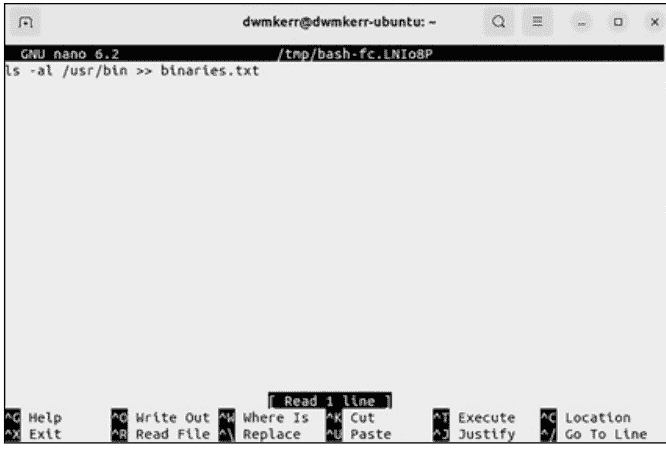 dwmkerr@dwmkerr-ubuntu: ~
GNU nano 6.2 /tmp/bash-fc.LNIo8P
ls -al /usr/bin >> binaries.txt
[ Read 1 line ]
^G Help ^O Write Out ^W Where Is ^K Cut ^T Execute ^C Location
^X Exit ^R Read File ^\ Replace ^U Paste ^J Justify ^/ Go To Line